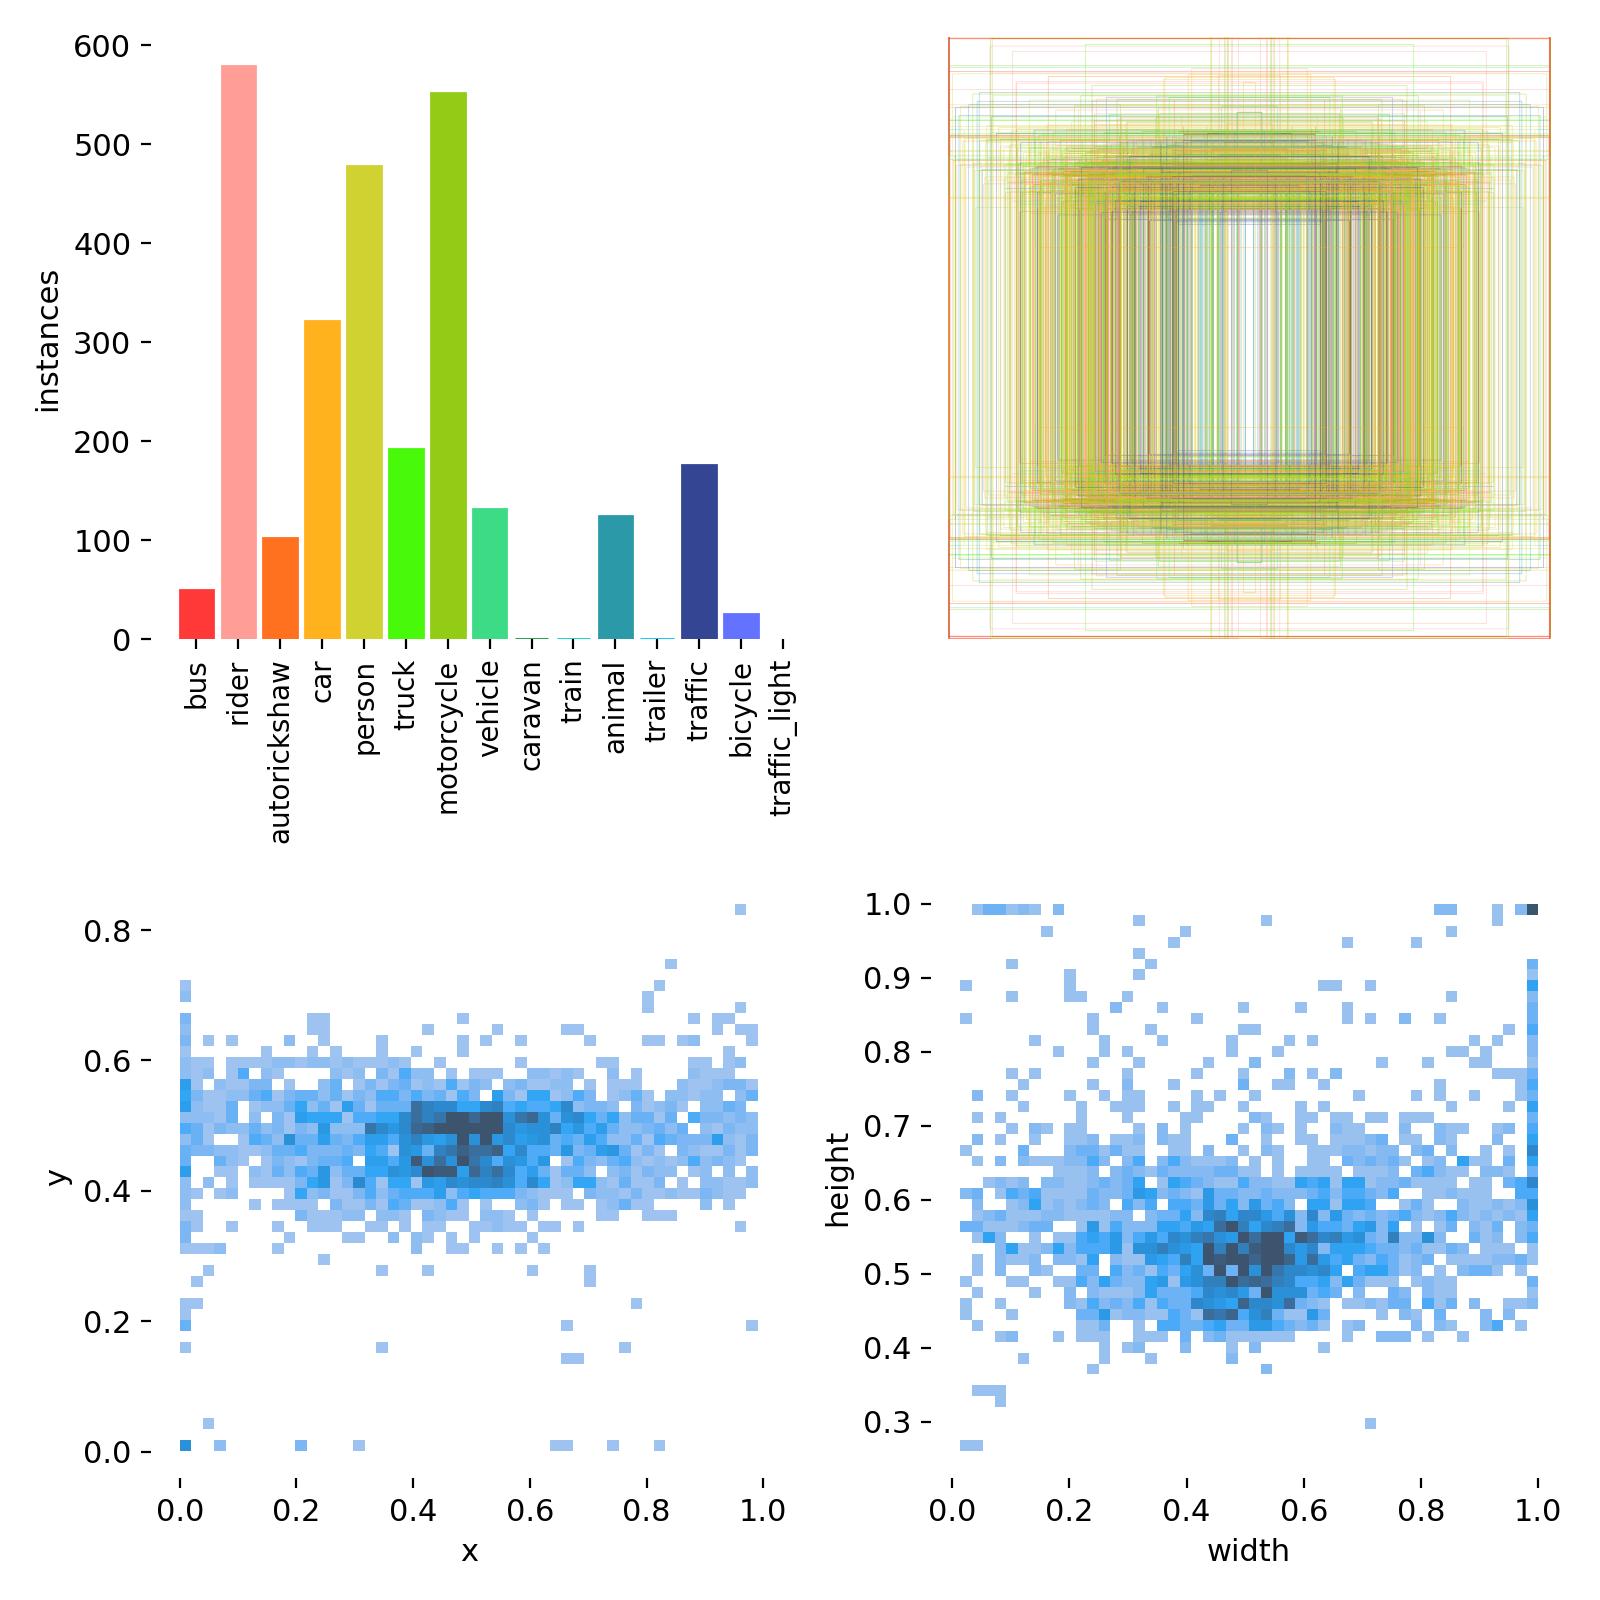 600
500
400
300
200
100
0
instances
bus
rider
autorickshaw
car
person
truck
motorcycle
vehicle
caravan
train
animal
trailer
traffic
bicycle
traffic_light
0.8
0.6
0.4
0.2
0.0
y
0.0 0.2 0.4 0.6 0.8 1.0
x
1.0
0.9
0.8
0.7
0.6
0.5
0.4
0.3
height
0.0 0.2 0.4 0.6 0.8 1.0
width